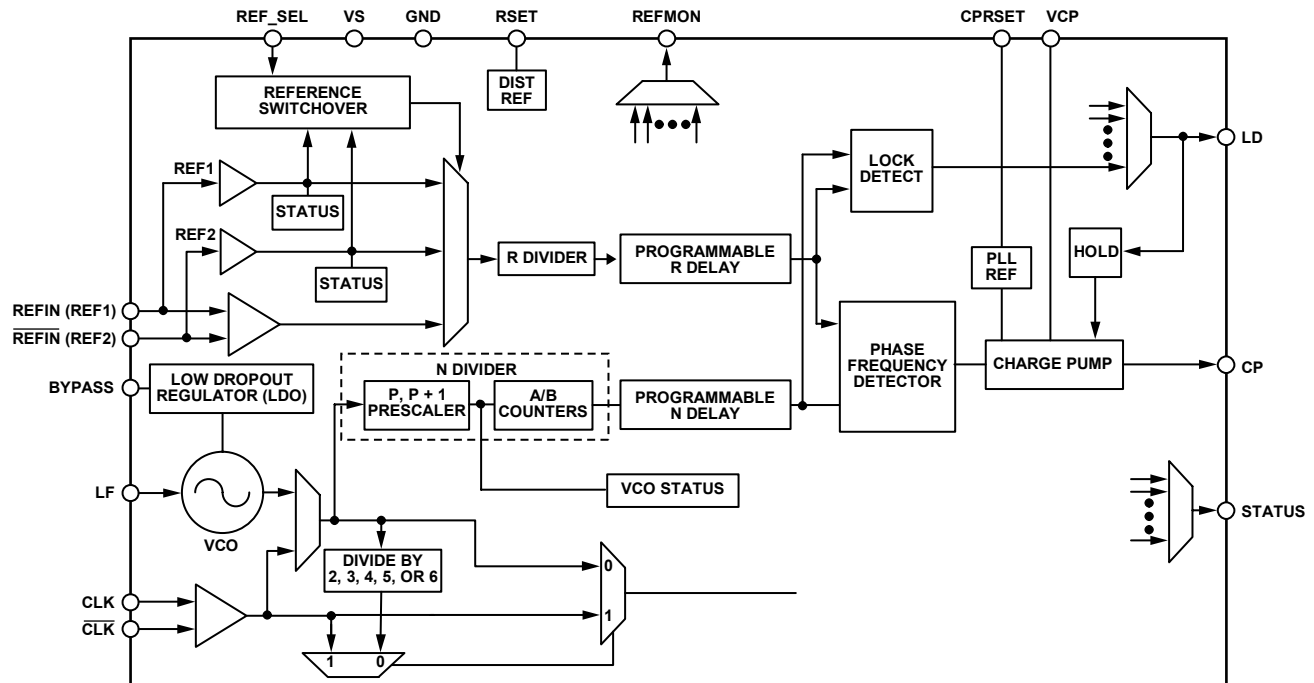 REF_SEL
VS
GND
RSET
REFMON
CPRSET
VCP
DIST
REF
REFERENCE
SWITCHOVER
LD
LOCK
DETECT
REF1
STATUS
REF2
STATUS
R DIVIDER
PROGRAMMABLE
R DELAY
PLL
REF
HOLD
REFIN (REF1)
REFIN (REF2)
PHASE
FREQUENCY
DETECTOR
CHARGE PUMP
CP
BYPASS
LOW DROPOUT
REGULATOR (LDO)
N DIVIDER
P, P + 1
PRESCALER
A/B
COUNTERS
PROGRAMMABLE
N DELAY
LF
VCO
VCO STATUS
STATUS
DIVIDE BY
2, 3, 4, 5, OR 6
0
1
CLK
CLK
1
0